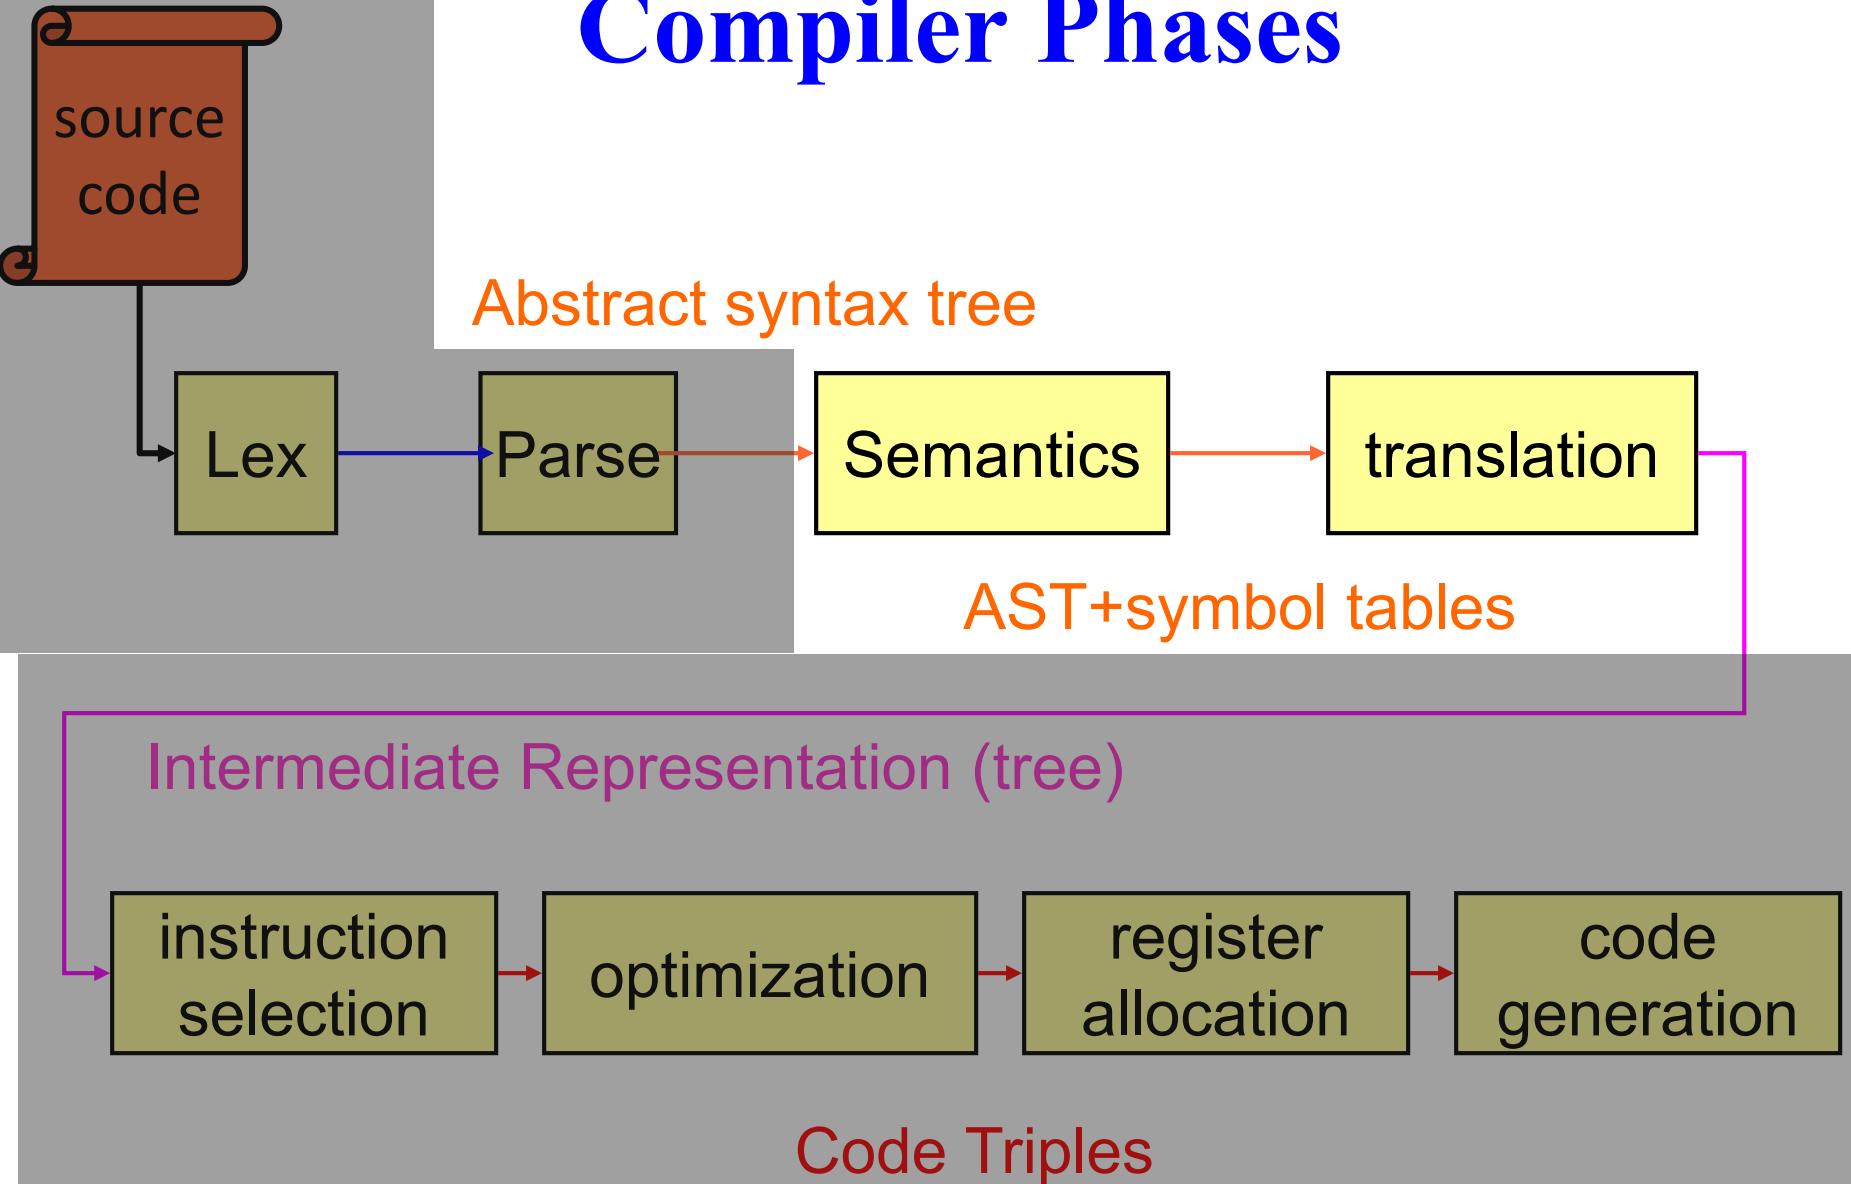 Compiler Phases
source
code
Abstract syntax tree
Lex
Parse
Semantics
translation
AST+symbol tables
Intermediate Representation (tree)
instruction
selection
optimization
register
allocation
code
generation
Code Triples